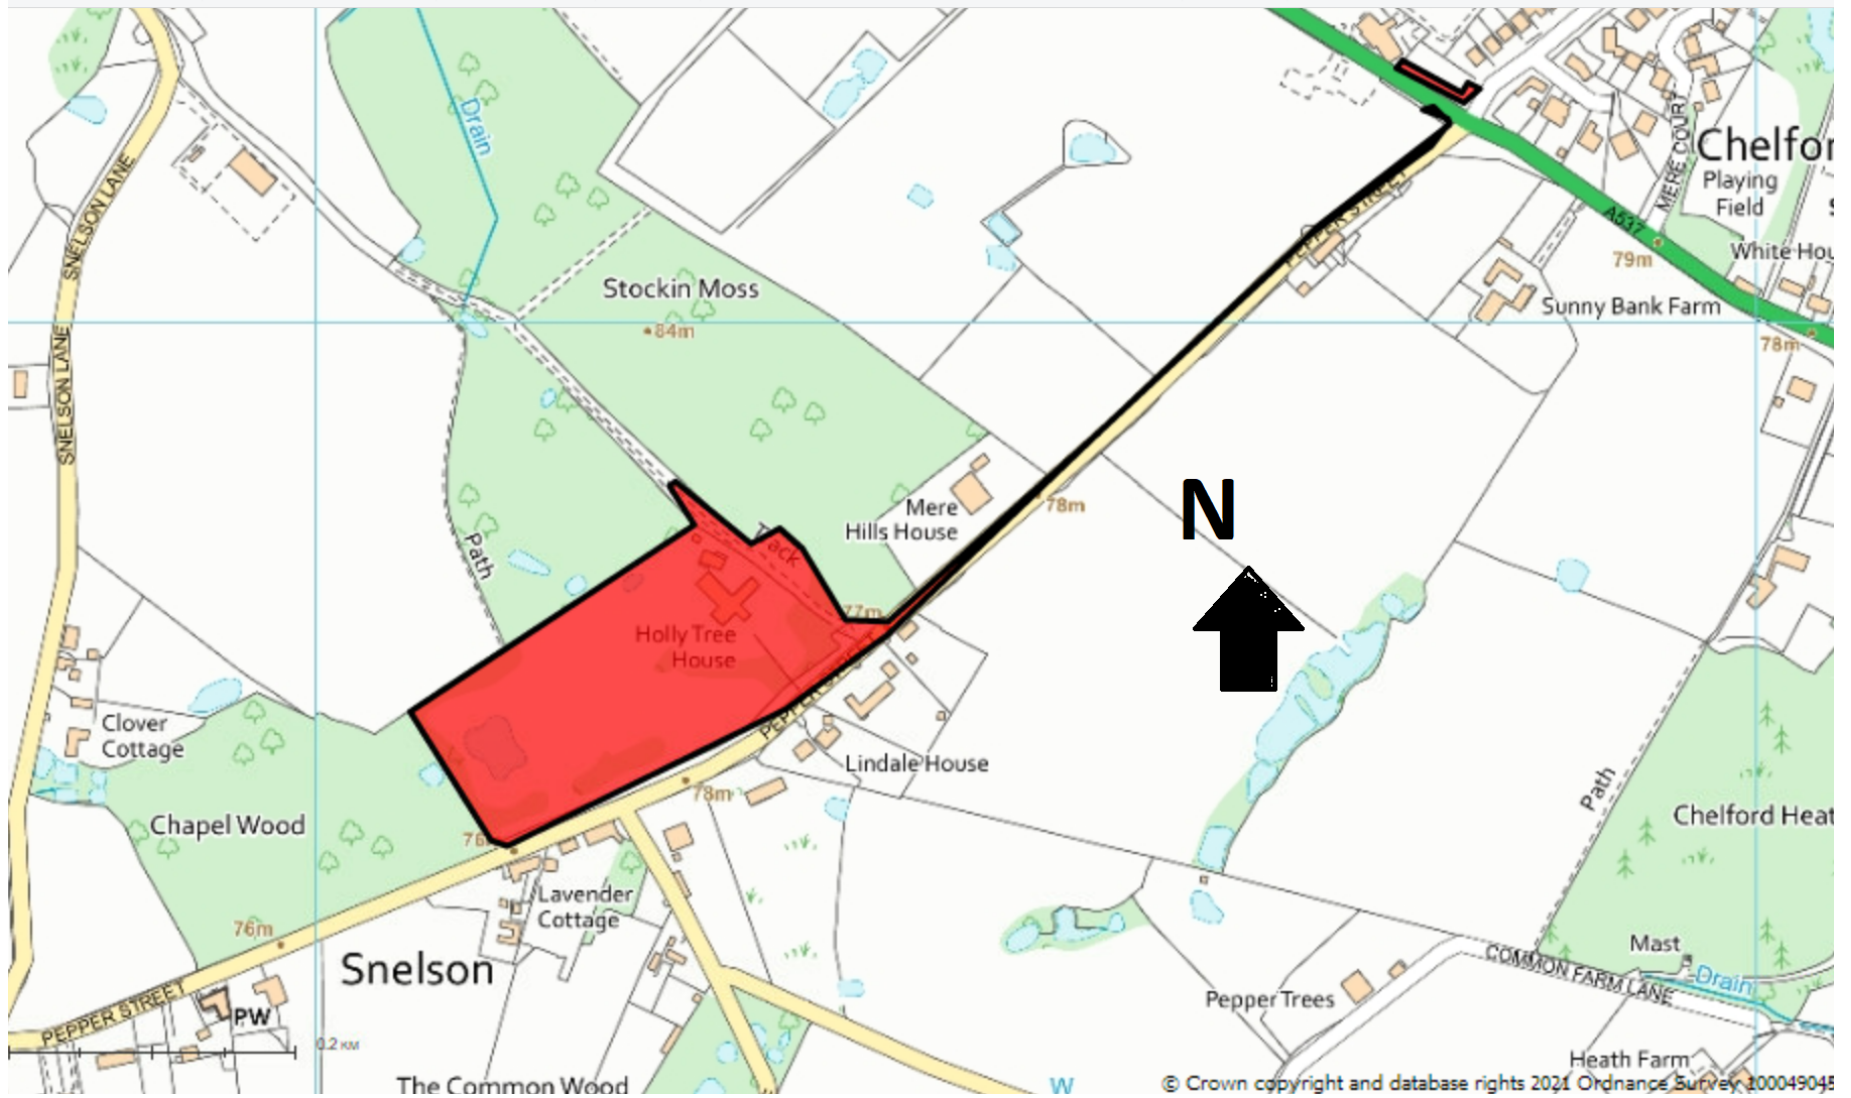 Drain
SNELSON LANE
SNELSON LANE
MERE COURT
Chelfor
Playing
Field
PEPPER STREET
A537
79m
White Hou
Stockin Moss
84m
Sunny Bank Farm
78m
Path
Track
Mere
Hills House
78m
N
77m
Holly Tree
House
PEPPER STREET
Clover
Cottage
Lindale House
78m
Path
Chapel Wood
Chelford Heat
Lavender
Cottage
76m
Snelson
Mast
COMMON FARM LANE
Drain
PEPPER STREET
PW
Pepper Trees
0.2 KM
Heath Farm
The Common Wood
W
© Crown copyright and database rights 2021 Ordnance Survey 100049045